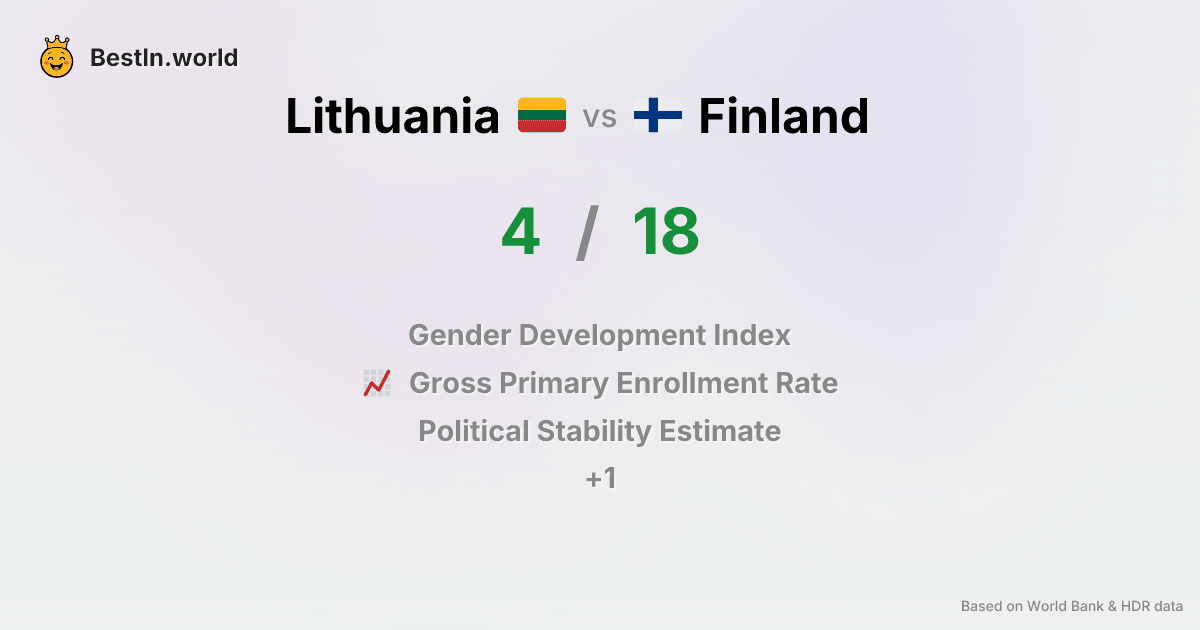 BestIn.world
Lithuania vs Finland
4 / 18
Gender Development Index
Gross Primary Enrollment Rate
Political Stability Estimate
+1
Based on World Bank & HDR data